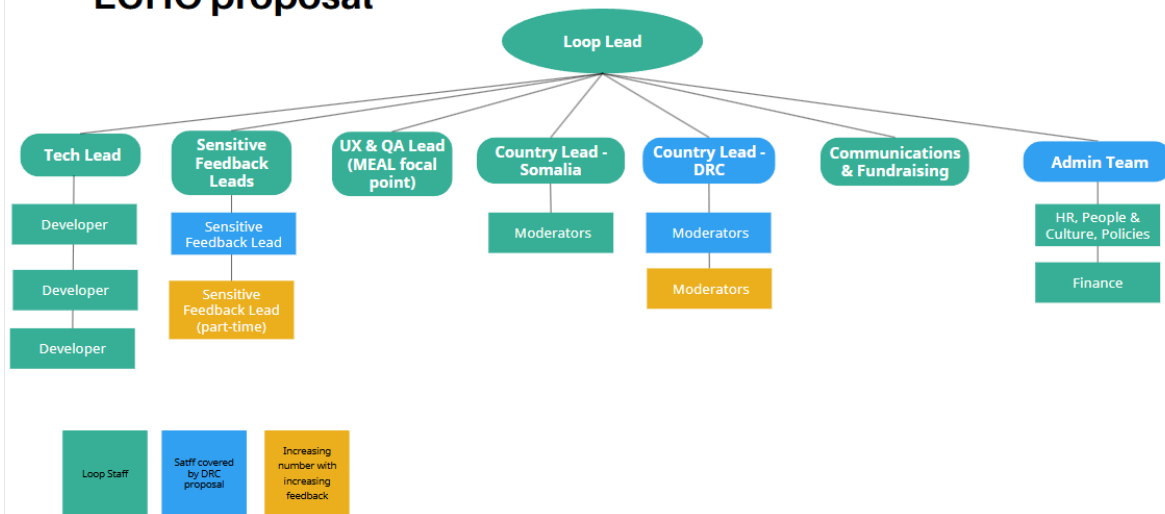 ECHO proposal
Loop Lead
Tech Lead
Sensitive
Feedback
Leads
UX & QA Lead
(MEAL focal
point)
Country Lead -
Somalia
Country Lead -
DRC
Communications
& Fundraising
Admin Team
Developer
Developer
Developer
Sensitive
Feedback Lead
Sensitive
Feedback Lead
(part-time)
Moderators
Moderators
Moderators
HR, People &
Culture, Policies
Finance
Loop Staff
Satff covered
by DRC
proposal
Increasing
number with
increasing
feedback